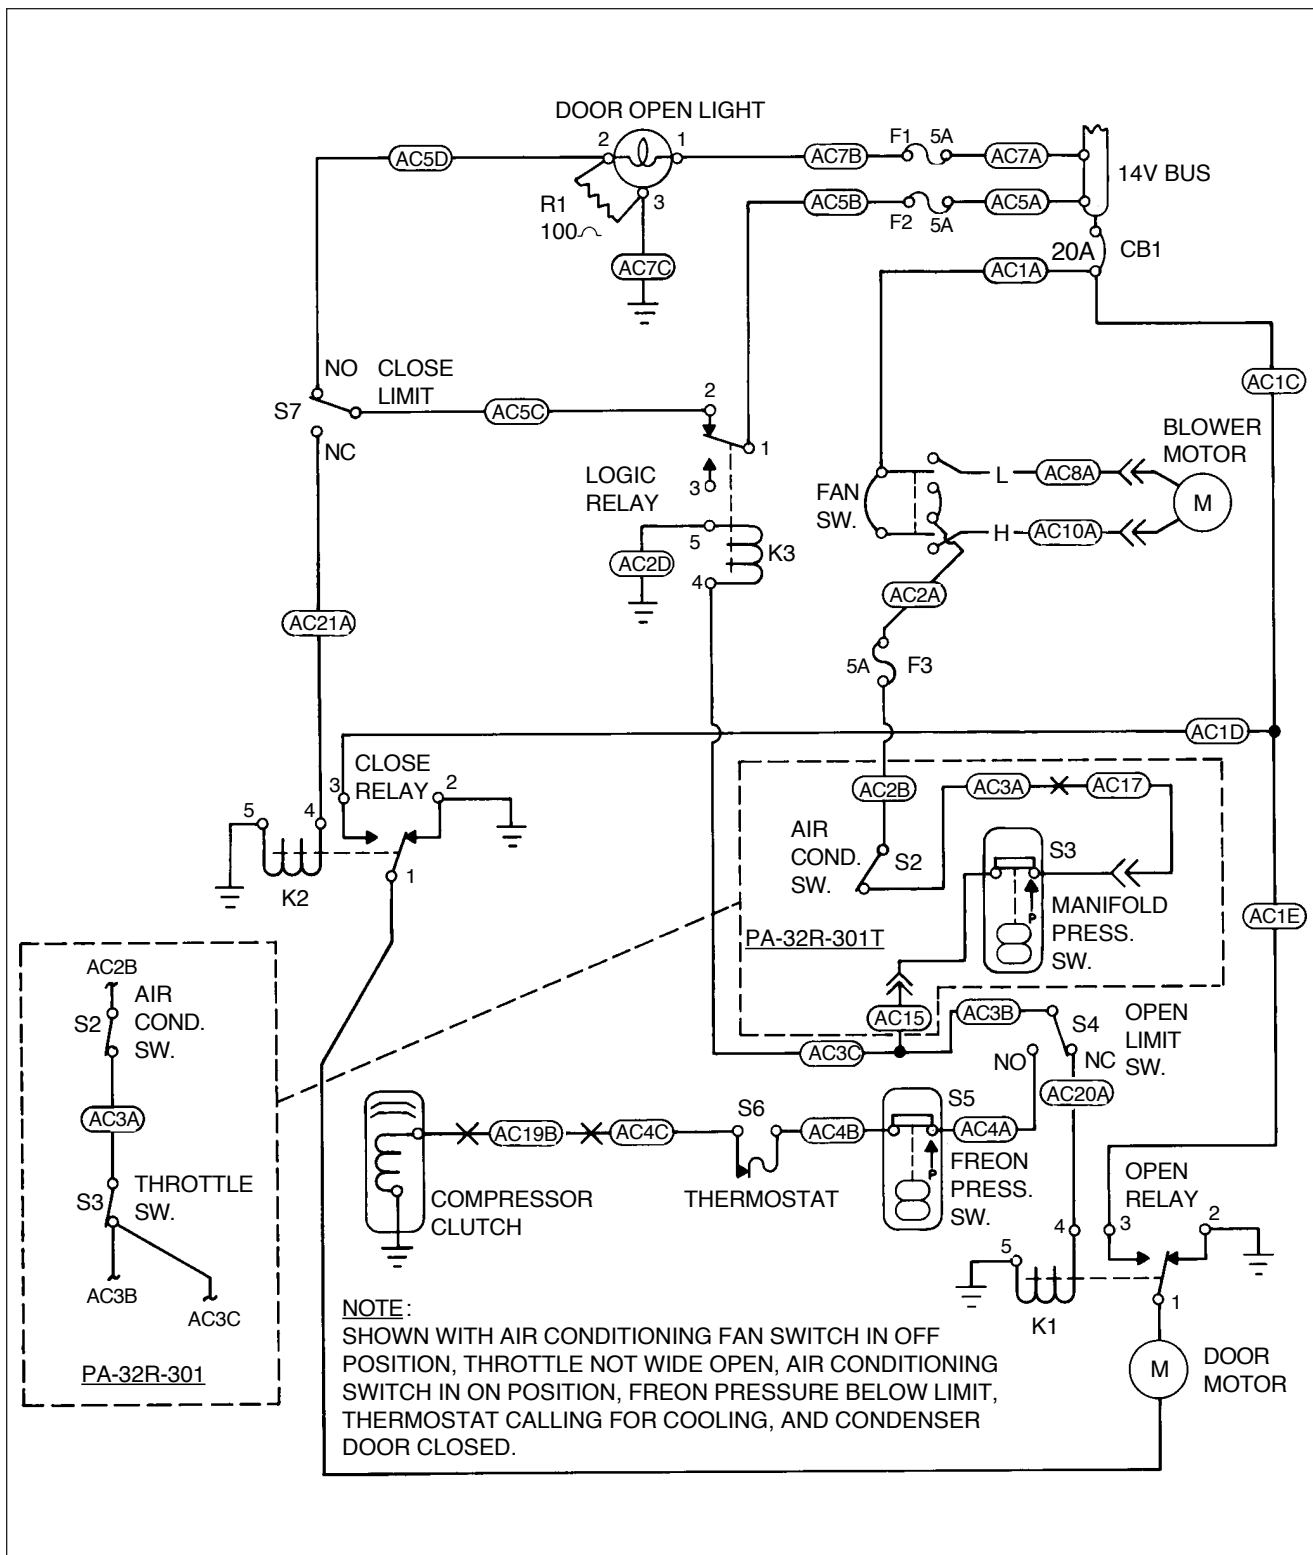 DOOR OPEN LIGHT
2
1
AC5D
AC7B
F1
5A
AC7A
14V BUS
R1
100
3
AC5B
F2
5A
AC5A
AC7C
20A
CB1
AC1A
NO
CLOSE
LIMIT
S7
NC
AC5C
2
1
AC1C
LOGIC
RELAY
3
BLOWER
MOTOR
FAN
SW.
L
AC8A
M
H
AC10A
5
AC2D
K3
4
AC2A
AC21A
5A
F3
AC1D
CLOSE
RELAY
3
2
5
4
1
K2
AC2B
AC3A
AC17
AIR
COND.
SW.
S2
S3
P
MANIFOLD
PRESS.
SW.
AC1E
PA-32R-301T
AC2B
S2
AIR
COND.
SW.
AC3A
S3
THROTTLE
SW.
AC3B
AC3C
PA-32R-301
AC15
AC3B
S4
OPEN
LIMIT
SW.
AC3C
NO
NC
AC20A
AC19B
AC4C
S6
AC4B
S5
AC4A
P
COMPRESSOR
CLUTCH
THERMOSTAT
FREON
PRESS.
SW.
OPEN
RELAY
4
3
2
5
1
K1
M
DOOR
MOTOR
NOTE:
SHOWN WITH AIR CONDITIONING FAN SWITCH IN OFF
POSITION, THROTTLE NOT WIDE OPEN, AIR CONDITIONING
SWITCH IN ON POSITION, FREON PRESSURE BELOW LIMIT,
THERMOSTAT CALLING FOR COOLING, AND CONDENSER
DOOR CLOSED.